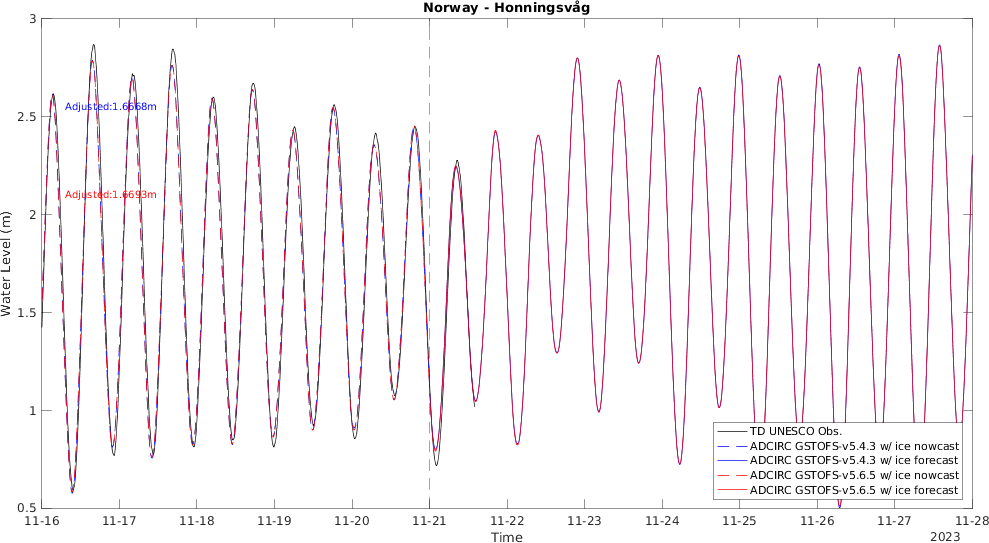 Norway - Honningsvåg
3
2.5
2
1.5
1
0.5
Water Level (m)
Adjusted:1.6668m
Adjusted:1.6693m
TD UNESCO Obs.
ADCIRC GSTOFS-v5.4.3 w/ ice nowcast
ADCIRC GSTOFS-v5.4.3 w/ ice forecast
ADCIRC GSTOFS-v5.6.5 w/ ice nowcast
ADCIRC GSTOFS-v5.6.5 w/ ice forecast
11-16 11-17 11-18 11-19 11-20 11-21 11-22 11-23 11-24 11-25 11-26 11-27 11-28
Time
2023